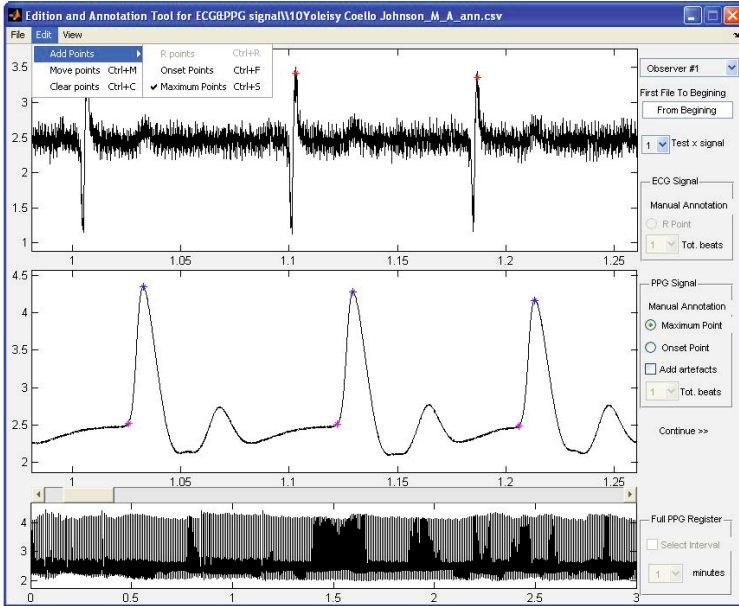 Edition and Annotation Tool for ECG&PPG signal\\10Yoleisy Coello Johnson_M_A_ann.csv
File Edit View
Add Points
Move points Ctrl+M
Clear points Ctrl+C
R points Ctrl+R
Onset Points Ctrl+F
Maximum Points Ctrl+S
3.5
3
2.5
2
1.5
1
1 1.05 1.1 1.15 1.2 1.25
4.5
4
3.5
3
2.5
2
1 1.05 1.1 1.15 1.2 1.25
4
3
2
0 0.5 1 1.5 2 2.5 3
Observer #1
First File To Begining
From Begining
1 Test x signal
ECG Signal
Manual Annotation
R Point
1 Tot. beats
PPG Signal
Manual Annotation
Maximum Point
Onset Point
Add artefacts
1 Tot. beats
Continue >>
Full PPG Register
Select Interval
1 minutes